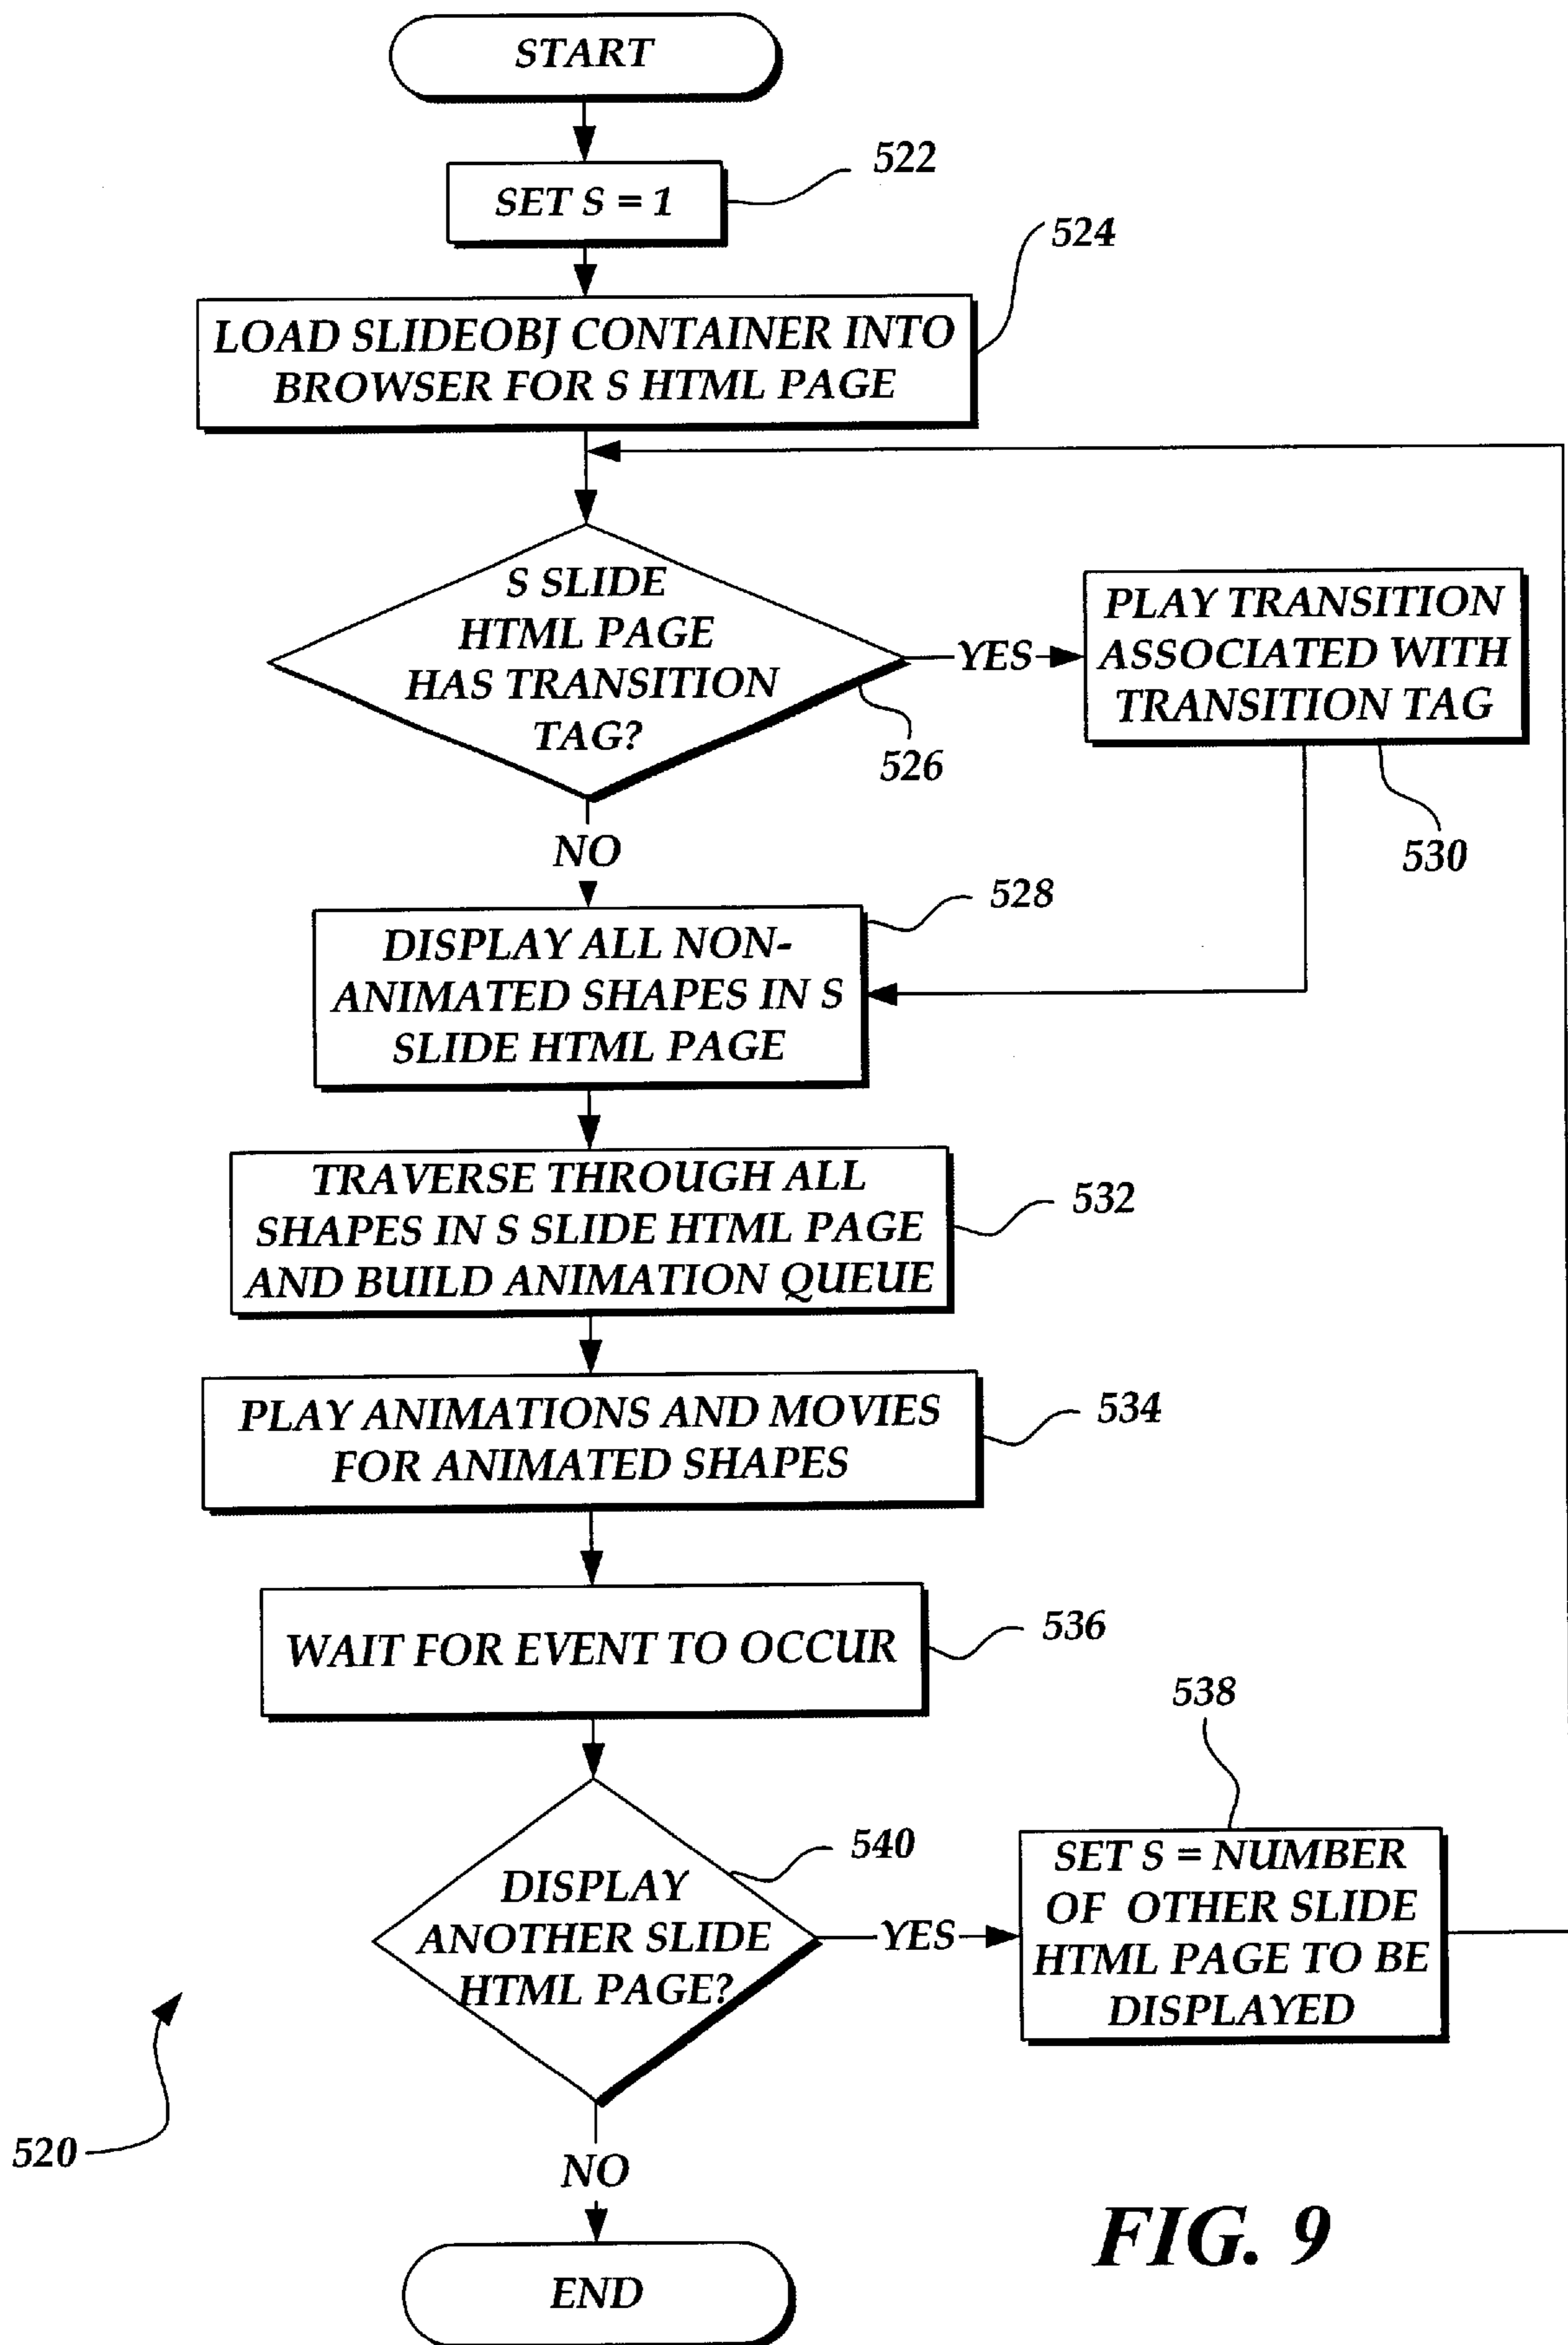 START
SET S = 1
522
LOAD SLIDEOBJ CONTAINER INTO
BROWSER FOR S HTML PAGE
524
S SLIDE
HTML PAGE
HAS TRANSITION
TAG?
526
YES
PLAY TRANSITION
ASSOCIATED WITH
TRANSITION TAG
530
NO
DISPLAY ALL NON-
ANIMATED SHAPES IN S
SLIDE HTML PAGE
528
TRAVERSE THROUGH ALL
SHAPES IN S SLIDE HTML PAGE
AND BUILD ANIMATION QUEUE
532
PLAY ANIMATIONS AND MOVIES
FOR ANIMATED SHAPES
534
WAIT FOR EVENT TO OCCUR
536
DISPLAY
ANOTHER SLIDE
HTML PAGE?
540
YES
538
SET S = NUMBER
OF OTHER SLIDE
HTML PAGE TO BE
DISPLAYED
520
NO
END
FIG. 9